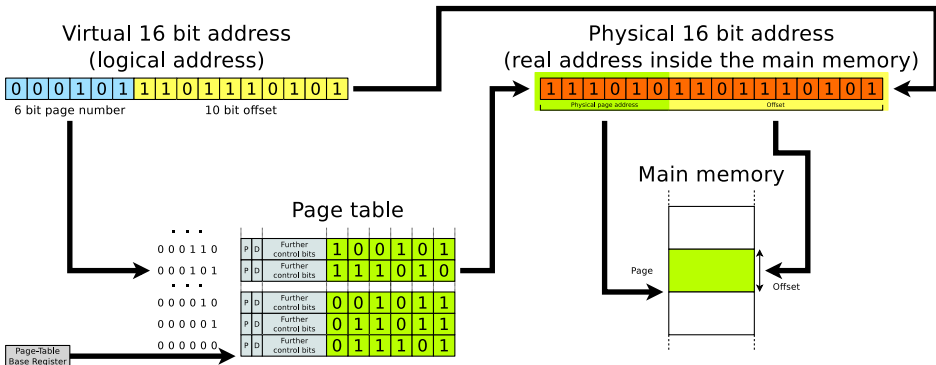 Virtual 16 bit address
(logical address)
0 0 0 1 0 1 1 1 0 1 1 1 0 1 0 1
6 bit page number 10 bit offset
Physical 16 bit address
(real address inside the main memory)
1 1 1 0 1 0 1 1 0 1 1 1 0 1 0 1
Physical page address Offset
Page table
. . .
0 0 0 1 1 0 P D Further control bits 1 0 0 1 0 1
0 0 0 1 0 1 P D Further control bits 1 1 1 0 1 0
. . .
0 0 0 0 1 0 P D Further control bits 0 0 1 0 1 1
0 0 0 0 0 1 P D Further control bits 0 1 1 0 1 1
0 0 0 0 0 0 P D Further control bits 0 1 1 1 0 1
Page-Table
Base Register
Main memory
Page
Offset